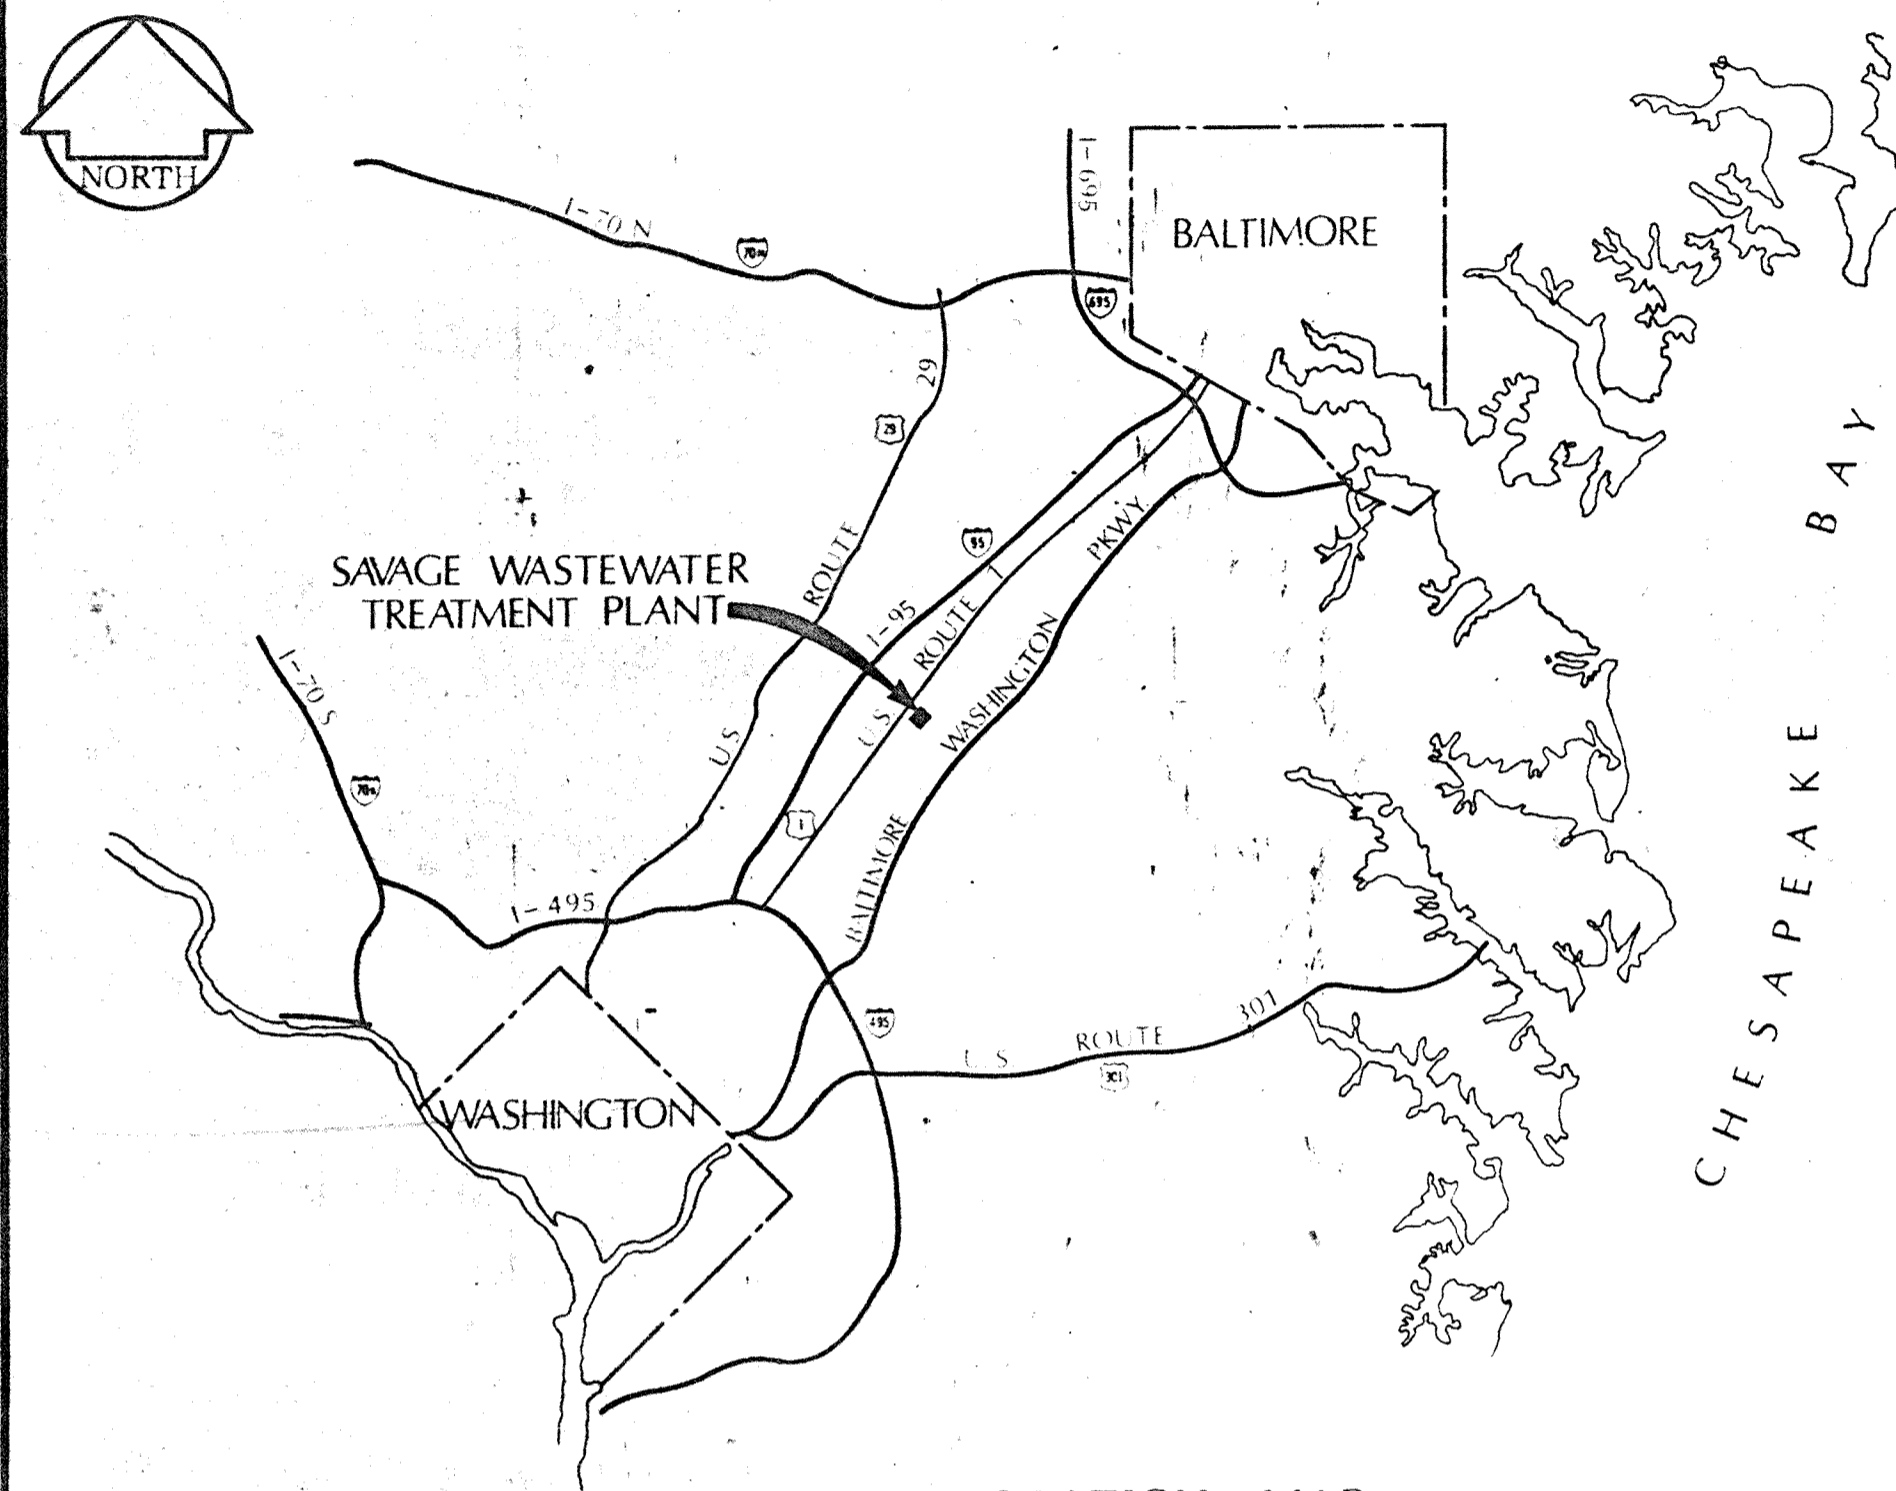 NORTH
I-70 N
70N
I-695
BALTIMORE
695
29
29
ROUTE
U S
SAVAGE WASTEWATER
TREATMENT PLANT
95
I-95
1
ROUTE
U S
1
PKWY
WASHINGTON
BALTIMORE
I-70 S
70S
I-495
495
WASHINGTON
U S
ROUTE
301
301
CHESAPEAKE BAY